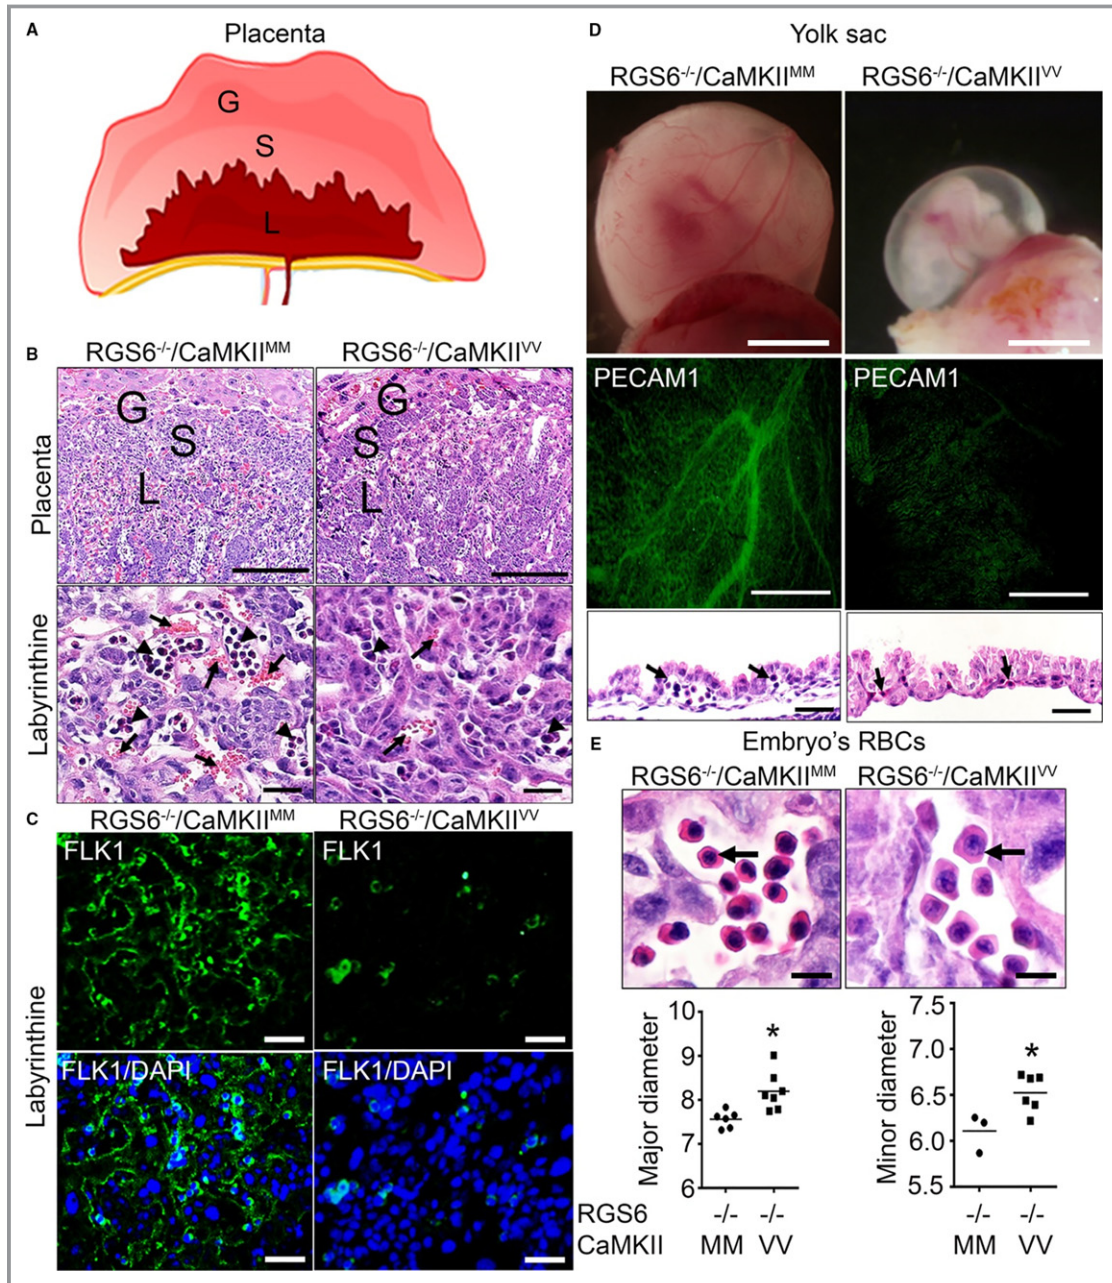 A
Placenta
G
S
L
B
RGS6-/-/CaMKIIMM
RGS6-/-/CaMKIIVV
Placenta
G
S
L
G
S
L
Labyrinthine
C
RGS6-/-/CaMKIIMM
RGS6-/-/CaMKIIVV
Labyrinthine
FLK1
FLK1
FLK1/DAPI
FLK1/DAPI
D
Yolk sac
RGS6-/-/CaMKIIMM
RGS6-/-/CaMKIIVV
PECAM1
PECAM1
E
Embryo's RBCs
RGS6-/-/CaMKIIMM
RGS6-/-/CaMKIIVV
Major diameter
10
9
8
7
6
*
Minor diameter
7.5
7.0
6.5
6.0
5.5
*
RGS6 -/- -/- -/- -/-
CaMKII MM VV MM VV